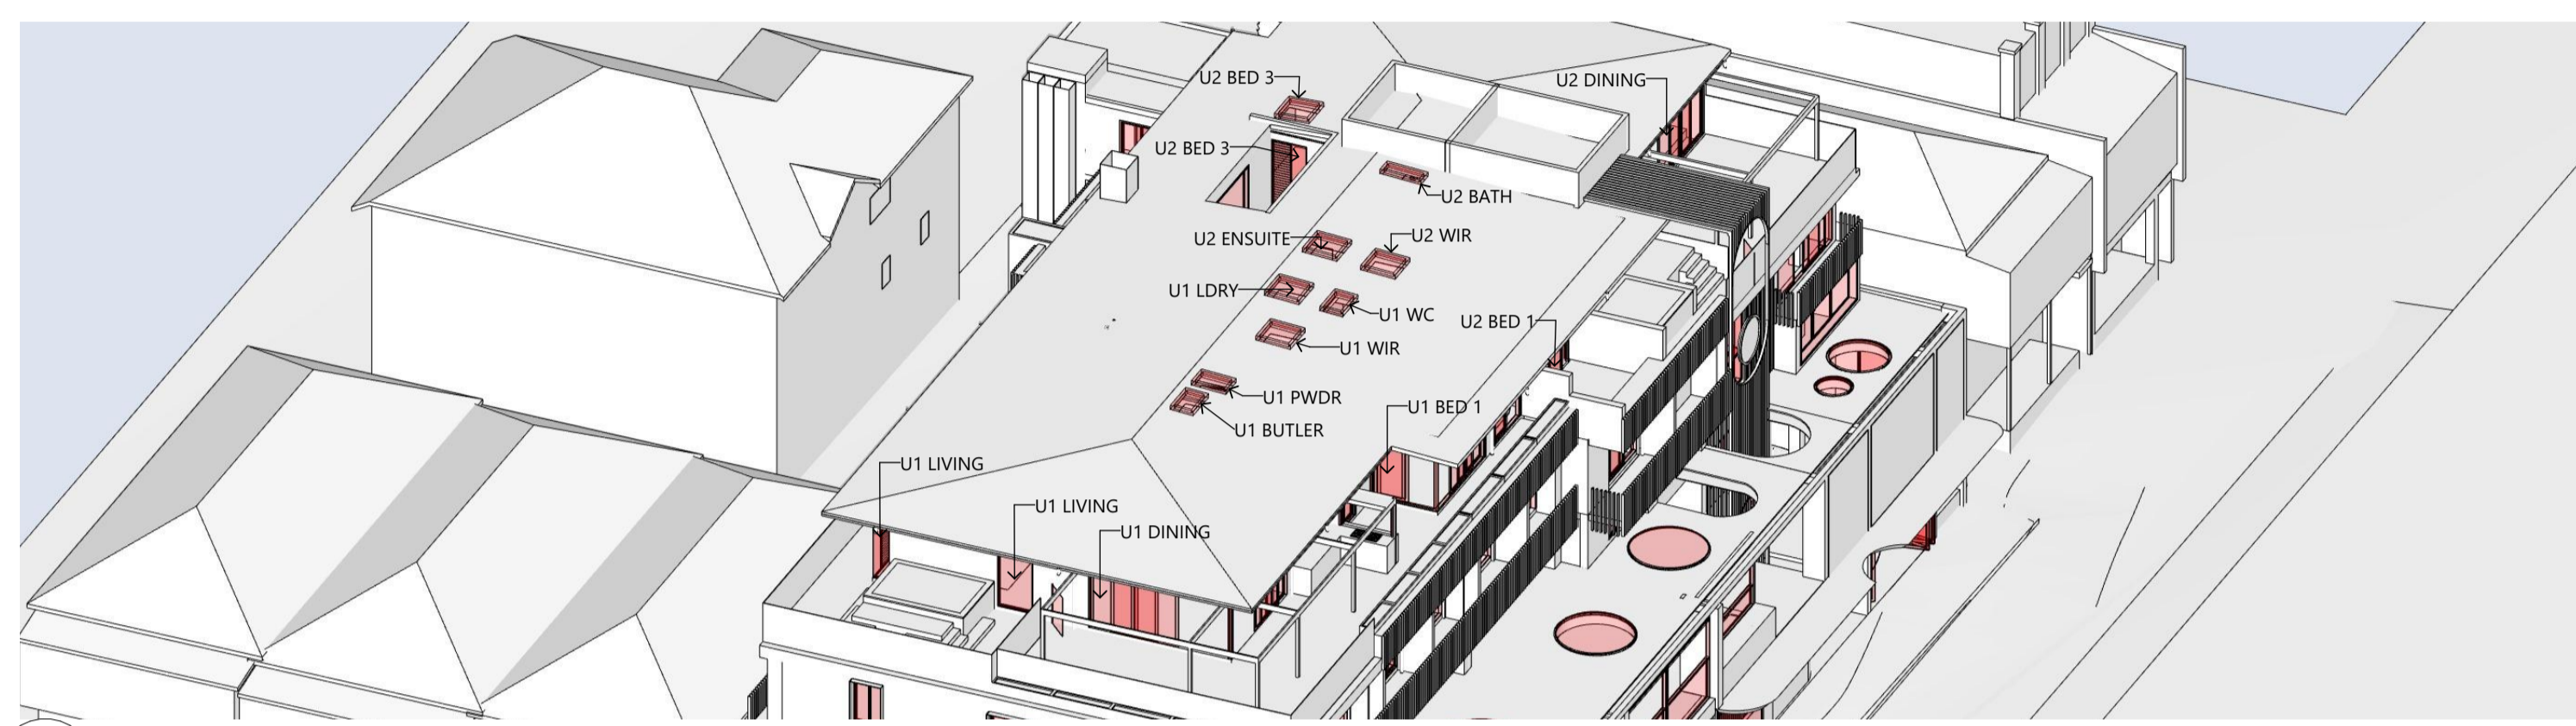 U2 BED 3
U2 DINING
U2 BED 3
U2 BATH
U2 ENSUITE
U2 WIR
U1 LDRY
U1 WC
U2 BED 1
U1 WIR
U1 PWDR
U1 BED 1
U1 BUTLER
U1 LIVING
U1 LIVING
U1 DINING